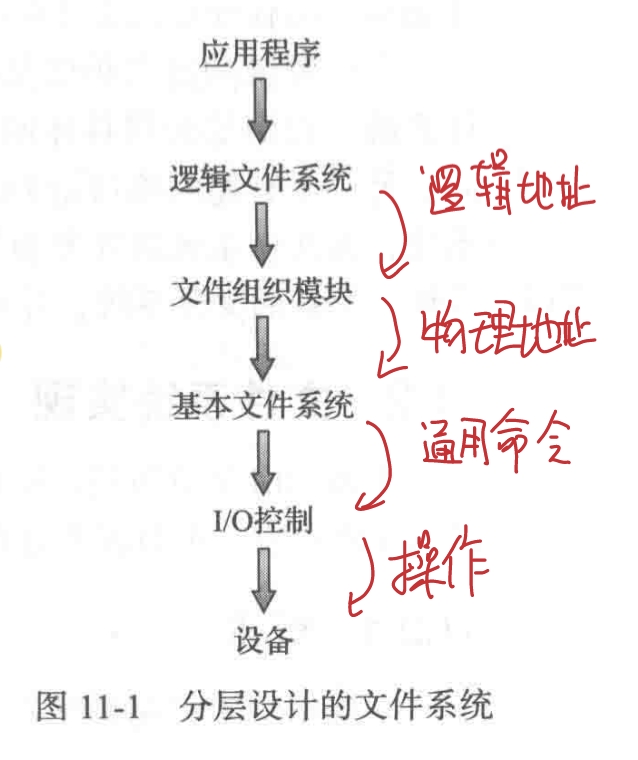 应用程序
逻辑文件系统
逻辑地址
文件组织模块
物理地址
基本文件系统
通用命令
I/O控制
操作
设备
图 11-1 分层设计的文件系统